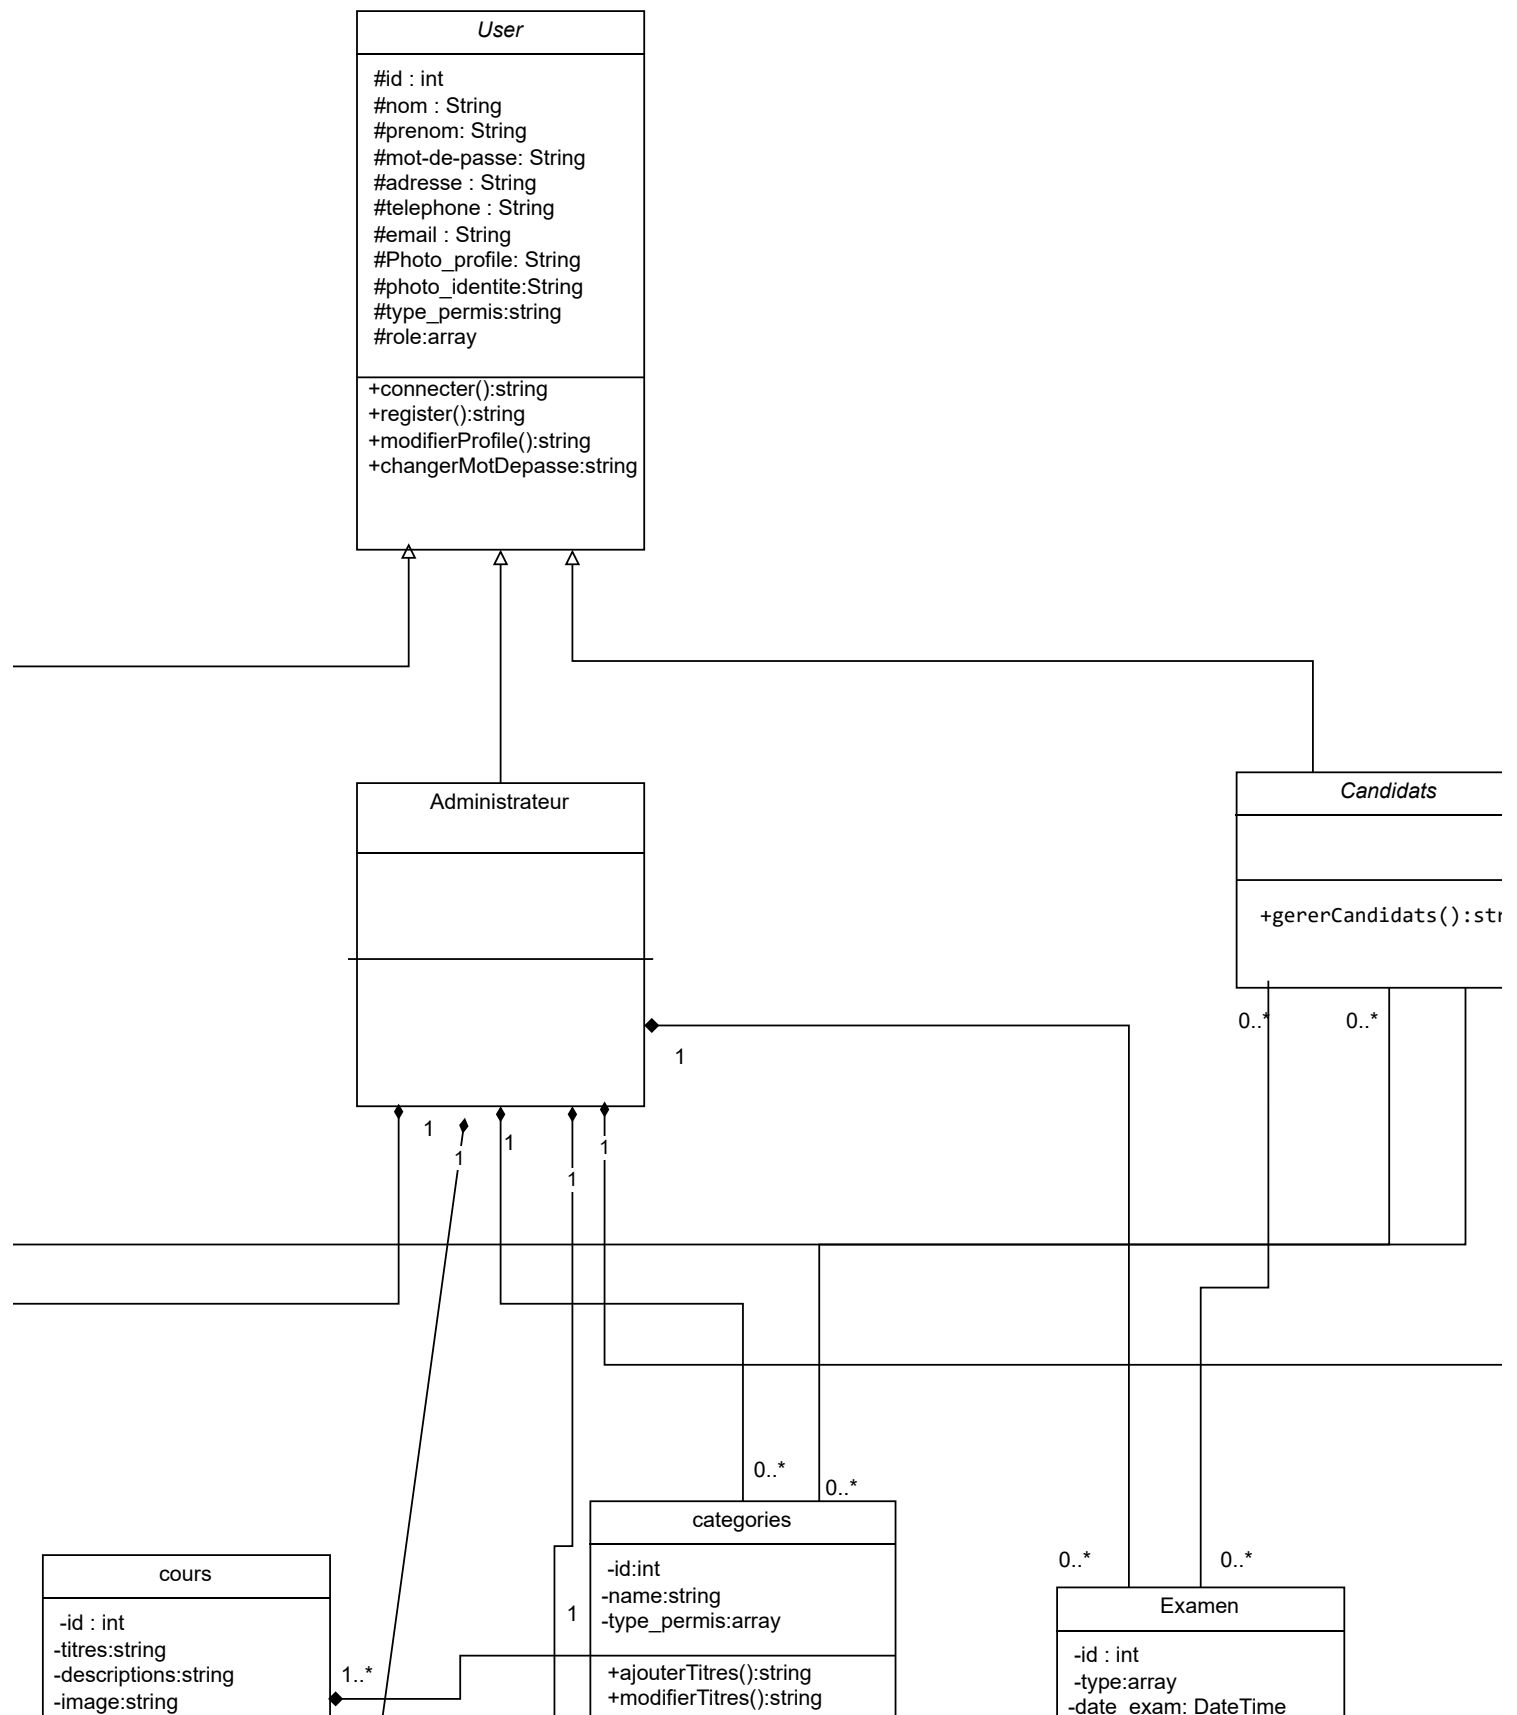 User
#id : int
#nom : String
#prenom: String
#mot-de-passe: String
#adresse : String
#telephone : String
#email : String
#Photo_profile: String
#photo_identite:String
#type_permis:string
#role:array
+connecter():string
+register():string
+modifierProfile():string
+changerMotDepasse:string
Administrateur
Candidats
+gererCandidats():str
0..*
0..*
1
1
1
1
1
1
0..*
0..*
categories
-id:int
-name:string
-type_permis:array
+ajouterTitres():string
+modifierTitres():string
1
cours
-id : int
-titres:string
-descriptions:string
-image:string
1..*
0..*
0..*
Examen
-id : int
-type:array
-date_exam: DateTime